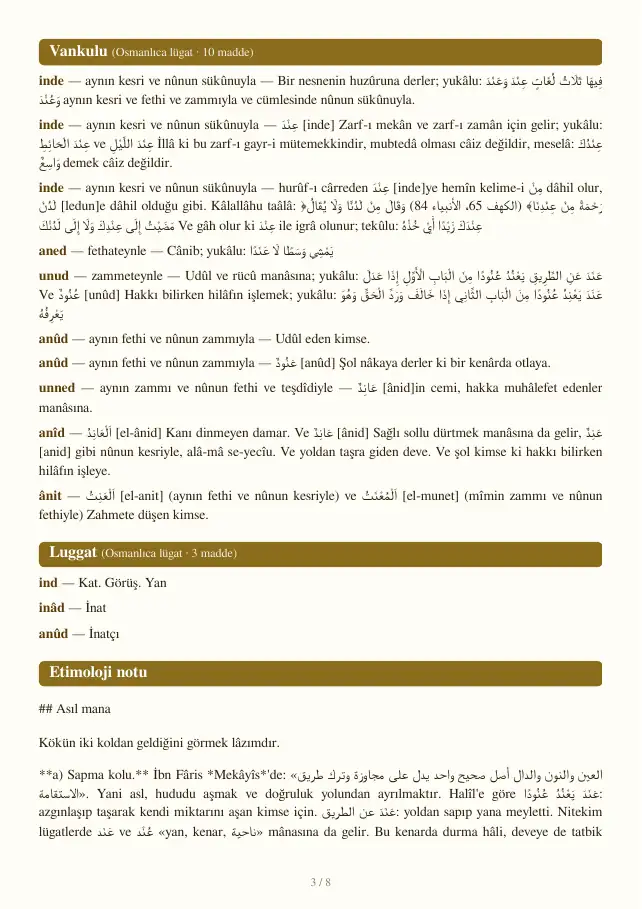 Vankulu (Osmanlıca lügat · 10 madde)
inde — aynın kesri ve nûnun sükûnuyla — Bir nesnenin huzûruna derler; yukâlu: فِيهَا ثَلَاثُ لُغَاتٍ عِنْدَ وَعَنْدَ
وَعُنْدَ aynın kesri ve fethi ve zammıyla ve cümlesinde nûnun sükûnuyla.
inde — aynın kesri ve nûnun sükûnuyla — عِنْدَ [inde] Zarf-ı mekân ve zarf-ı zamân için gelir; yukâlu:
عِنْدَ اللَّيْلِ ve عِنْدَ الْحَائِطِ İllâ ki bu zarf-ı gayr-i mütemekkindir, mubtedâ olması câiz değildir, meselâ: عِنْدُكَ
وَاسِعٌ demek câiz değildir.
inde — aynın kesri ve nûnun sükûnuyla — hurûf-ı cârreden عِنْدَ [inde]ye hemîn kelime-i مِنْ dâhil olur,
لَدُنْ [ledun]e dâhil olduğu gibi. Kâlallâhu taâlâ: ﴿رَحْمَةً مِنْ عِنْدِنَا﴾ (الكهف 65، الأنبياء 84) وَقَالَ مِنْ لَدُنَّا وَلَا يُقَالُ
مَضَيْتُ إِلَى عِنْدِكَ وَلَا إِلَى لَدُنْكَ Ve gâh olur ki عِنْدَ ile igrâ olunur; tekûlu: عِنْدَكَ زَيْدًا أَيْ خُذْهُ
aned — fethateynle — Cânib; yukâlu: يَمْشِي وَسَطًا لَا عَنَدًا
unud — zammeteynle — Udûl ve rücû manâsına; yukâlu: عَنَدَ عَنِ الطَّرِيقِ يَعْنُدُ عُنُودًا مِنَ الْبَابِ الْأَوَّلِ إِذَا عَدَلَ
Ve عُنُودٌ [unûd] Hakkı bilirken hilâfın işlemek; yukâlu: عَنَدَ يَعْنِدُ عُنُودًا مِنَ الْبَابِ الثَّانِي إِذَا خَالَفَ وَرَدَّ الْحَقَّ وَهُوَ
يَعْرِفُهُ
anûd — aynın fethi ve nûnun zammıyla — Udûl eden kimse.
anûd — aynın fethi ve nûnun zammıyla — عَنُودٌ [anûd] Şol nâkaya derler ki bir kenârda otlaya.
unned — aynın zammı ve nûnun fethi ve teşdîdiyle — عَانِدٌ [ânid]in cemi, hakka muhâlefet edenler
manâsına.
anîd — اَلْعَانِدُ [el-ânid] Kanı dinmeyen damar. Ve عَانِدٌ [ânid] Sağlı sollu dürtmek manâsına da gelir, عَنِدٌ
[anid] gibi nûnun kesriyle, alâ-mâ se-yecîu. Ve yoldan taşra giden deve. Ve şol kimse ki hakkı bilirken
hilâfın işleye.
ânit — اَلْعَنِتُ [el-anit] (aynın fethi ve nûnun kesriyle) ve اَلْمُعْنَتُ [el-munet] (mîmin zammı ve nûnun
fethiyle) Zahmete düşen kimse.
Luggat (Osmanlıca lügat · 3 madde)
ind — Kat. Görüş. Yan
inâd — İnat
anûd — İnatçı
Etimoloji notu
## Asıl mana
Kökün iki koldan geldiğini görmek lâzımdır.
**a) Sapma kolu.** İbn Fâris *Mekâyîs*'de: «العين والنون والدال أصل صحيح واحد يدل على مجاوزة وترك طريق
الاستقامة». Yani asl, hududu aşmak ve doğruluk yolundan ayrılmaktır. Halîl'e göre عَنَدَ يَعْنُدُ عُنُودًا:
azgınlaşıp taşarak kendi miktarını aşan kimse için. عَنَدَ عن الطريق: yoldan sapıp yana meyletti. Nitekim
lügatlerde عَنَد ve عُنْد «yan, kenar, ناحية» mânasına da gelir. Bu kenarda durma hâli, deveye de tatbik
3 / 8